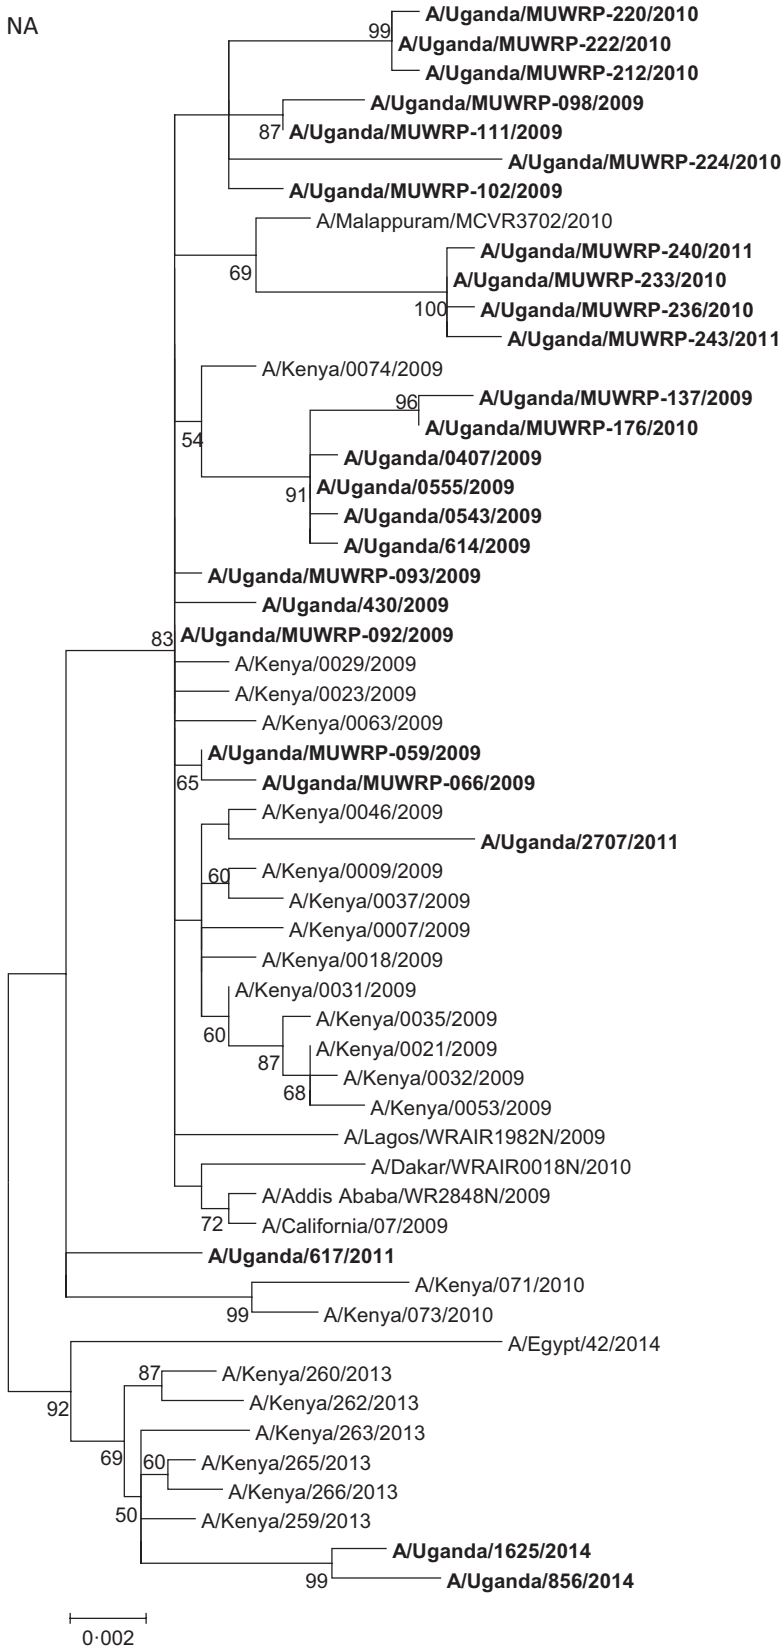 NA
A/Uganda/MUWRP-220/2010
99
A/Uganda/MUWRP-222/2010
A/Uganda/MUWRP-212/2010
A/Uganda/MUWRP-098/2009
87
A/Uganda/MUWRP-111/2009
A/Uganda/MUWRP-224/2010
A/Uganda/MUWRP-102/2009
A/Malappuram/MCVR3702/2010
A/Uganda/MUWRP-240/2011
69
A/Uganda/MUWRP-233/2010
100
A/Uganda/MUWRP-236/2010
A/Uganda/MUWRP-243/2011
A/Kenya/0074/2009
96
A/Uganda/MUWRP-137/2009
A/Uganda/MUWRP-176/2010
54
A/Uganda/0407/2009
A/Uganda/0555/2009
91
A/Uganda/0543/2009
A/Uganda/614/2009
A/Uganda/MUWRP-093/2009
A/Uganda/430/2009
83
A/Uganda/MUWRP-092/2009
A/Kenya/0029/2009
A/Kenya/0023/2009
A/Kenya/0063/2009
A/Uganda/MUWRP-059/2009
65
A/Uganda/MUWRP-066/2009
A/Kenya/0046/2009
A/Uganda/2707/2011
60
A/Kenya/0009/2009
A/Kenya/0037/2009
A/Kenya/0007/2009
A/Kenya/0018/2009
A/Kenya/0031/2009
60
A/Kenya/0035/2009
A/Kenya/0021/2009
87
A/Kenya/0032/2009
68
A/Kenya/0053/2009
A/Lagos/WRAIR1982N/2009
A/Dakar/WRAIR0018N/2010
A/Addis Ababa/WR2848N/2009
72
A/California/07/2009
A/Uganda/617/2011
A/Kenya/071/2010
99
A/Kenya/073/2010
A/Egypt/42/2014
87
A/Kenya/260/2013
92
A/Kenya/262/2013
A/Kenya/263/2013
69
60
A/Kenya/265/2013
A/Kenya/266/2013
50
A/Kenya/259/2013
A/Uganda/1625/2014
99
A/Uganda/856/2014
0·002